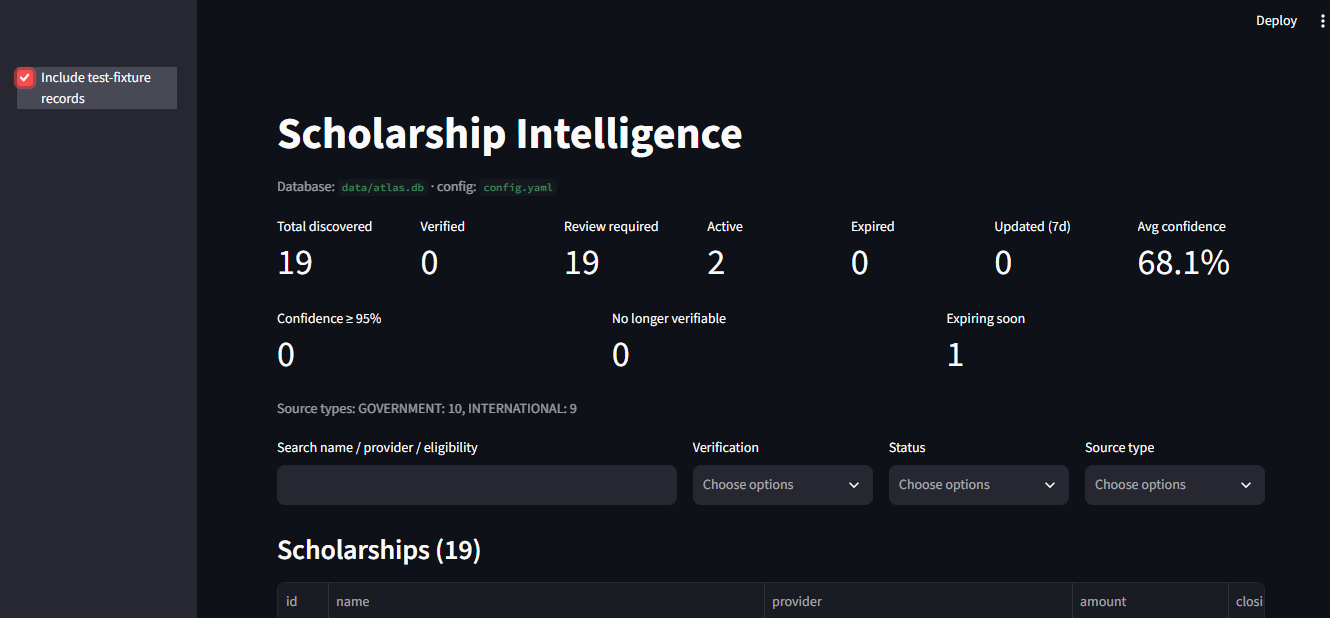 Deploy
Include test-fixture
records
Scholarship Intelligence
Database: data/atlas.db · config: config.yaml
Total discovered Verified Review required Active Expired Updated (7d) Avg confidence
19 0 19 2 0 0 68.1%
Confidence ≥ 95% No longer verifiable Expiring soon
0 0 1
Source types: GOVERNMENT: 10, INTERNATIONAL: 9
Search name / provider / eligibility Verification Status Source type
Choose options Choose options Choose options
Scholarships (19)
id name provider amount closi